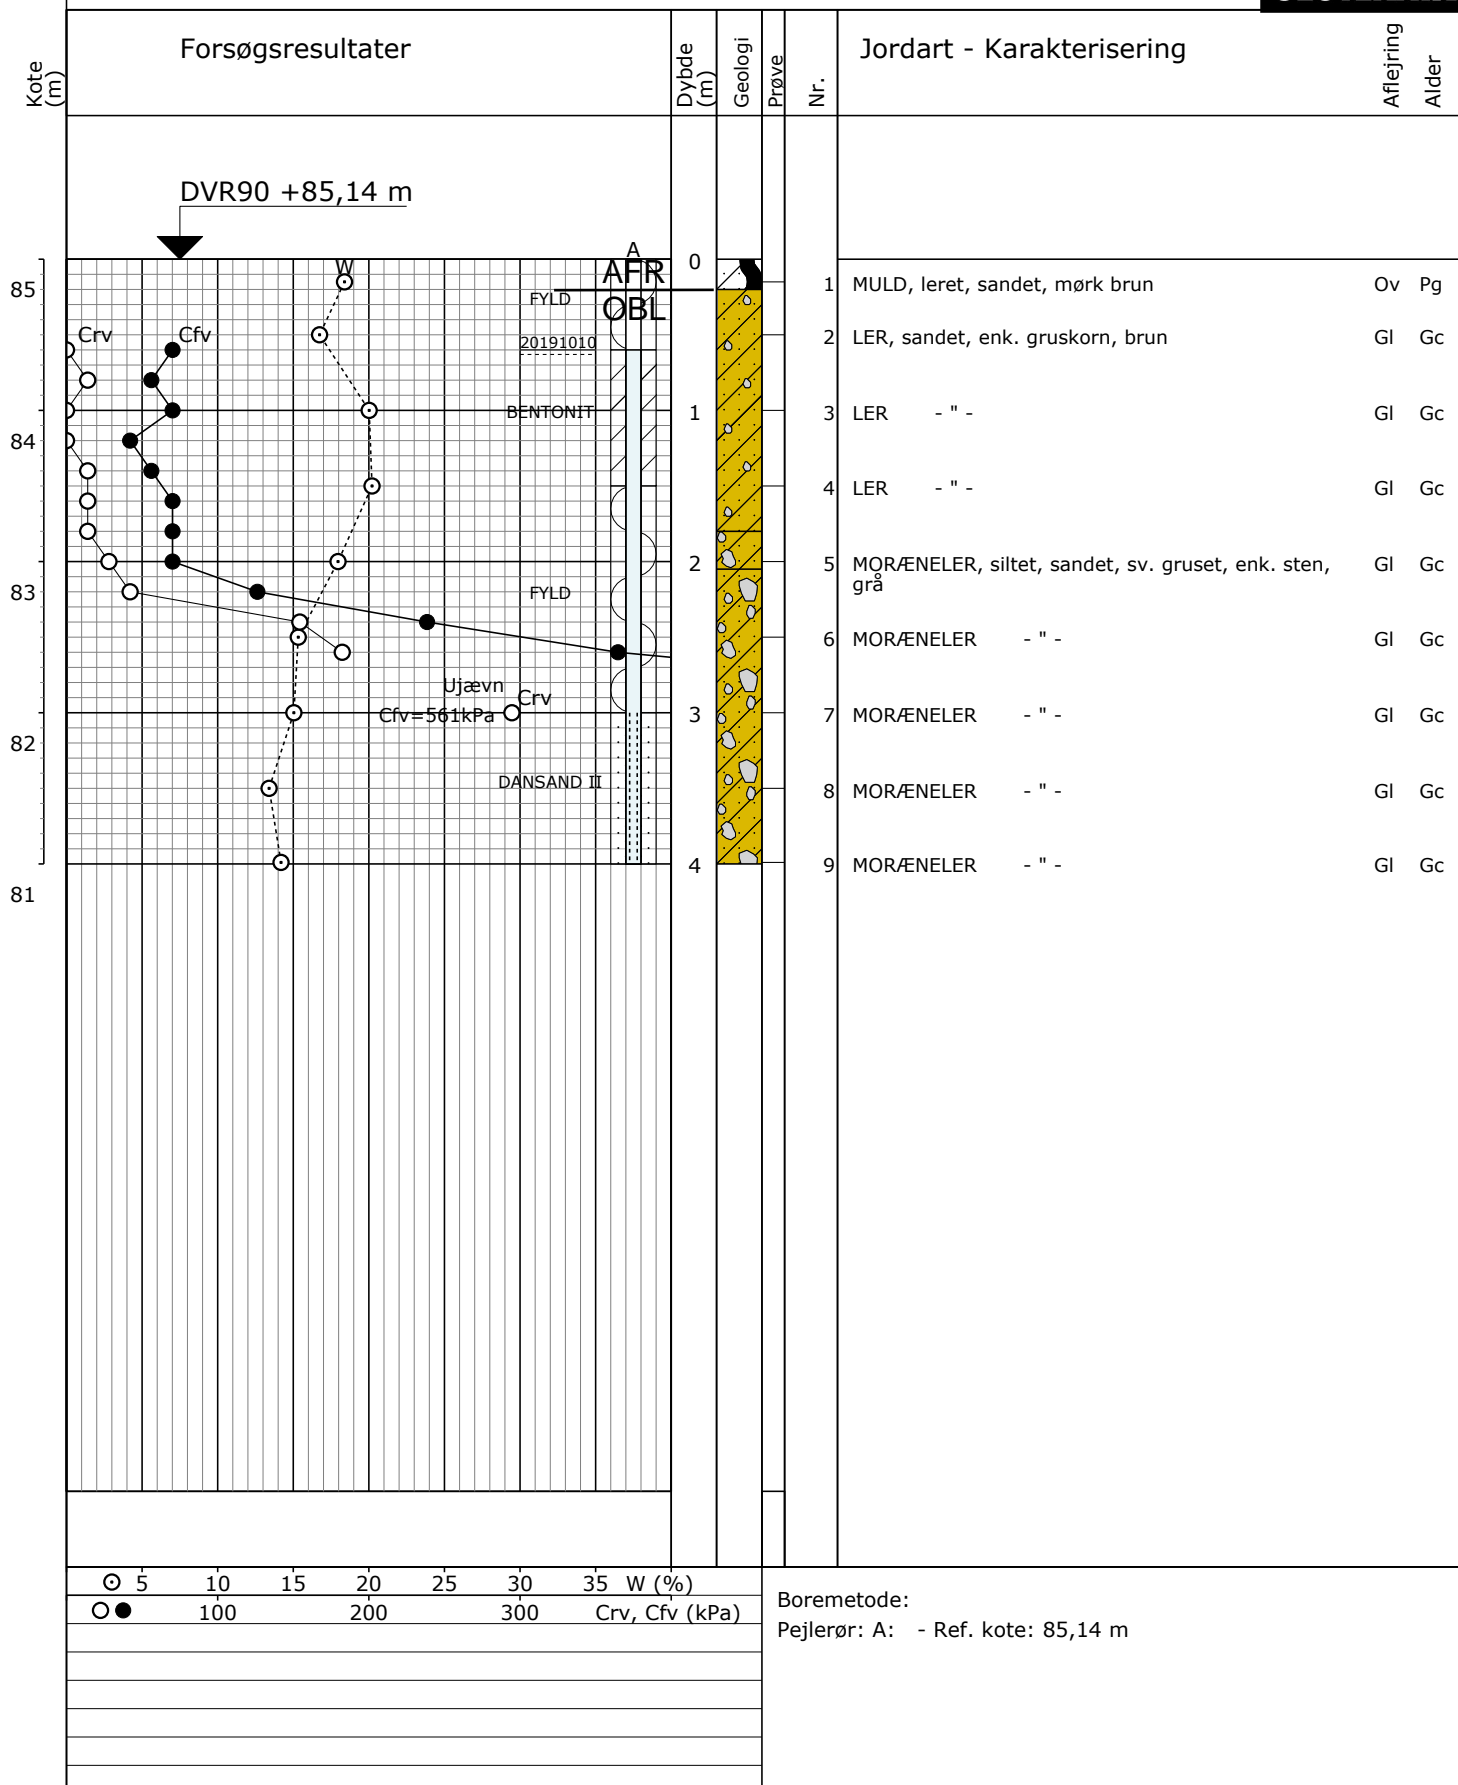 Kote (m)
Forsøgsresultater
Dybde (m)
Geologi
Prøve
Nr.
Jordart - Karakterisering
Aflejring
Alder
DVR90 +85,14 m
A
W
AFR
OBL
0
85
FYLD
1 MULD, leret, sandet, mørk brun Ov Pg
Crv Cfv
20191010
2 LER, sandet, enk. gruskorn, brun Gl Gc
BENTONIT
1
3 LER - " - Gl Gc
84
4 LER - " - Gl Gc
2
5 MORÆNELER, siltet, sandet, sv. gruset, enk. sten, Gl Gc
grå
83
FYLD
6 MORÆNELER - " - Gl Gc
Ujævn
Crv
Cfv=561kPa
3
7 MORÆNELER - " - Gl Gc
82
DANSAND II
8 MORÆNELER - " - Gl Gc
4
9 MORÆNELER - " - Gl Gc
81
5 10 15 20 25 30 35 W (%)
100 200 300 Crv, Cfv (kPa)
Boremetode:
Pejlerør: A: - Ref. kote: 85,14 m